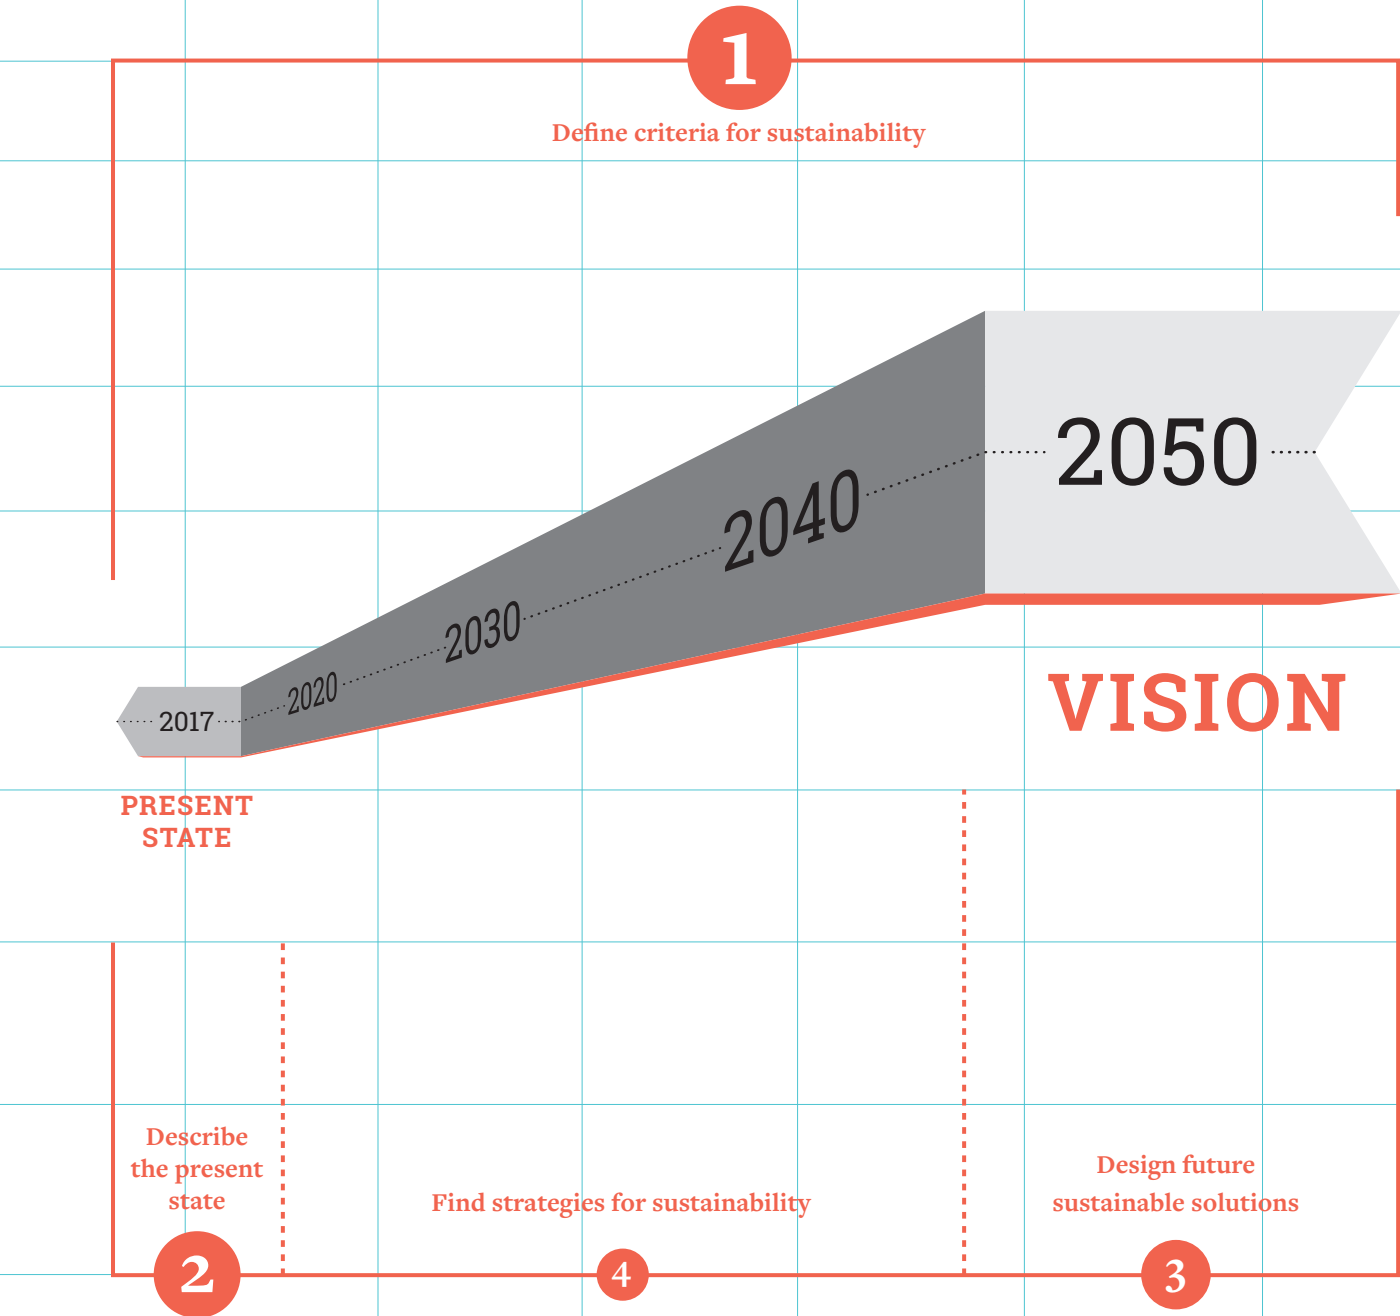 1
Define criteria for sustainability
2050
2040
2030
2020
2017
VISION
PRESENT
STATE
Describe
the present
state
2
Find strategies for sustainability
4
Design future
sustainable solutions
3